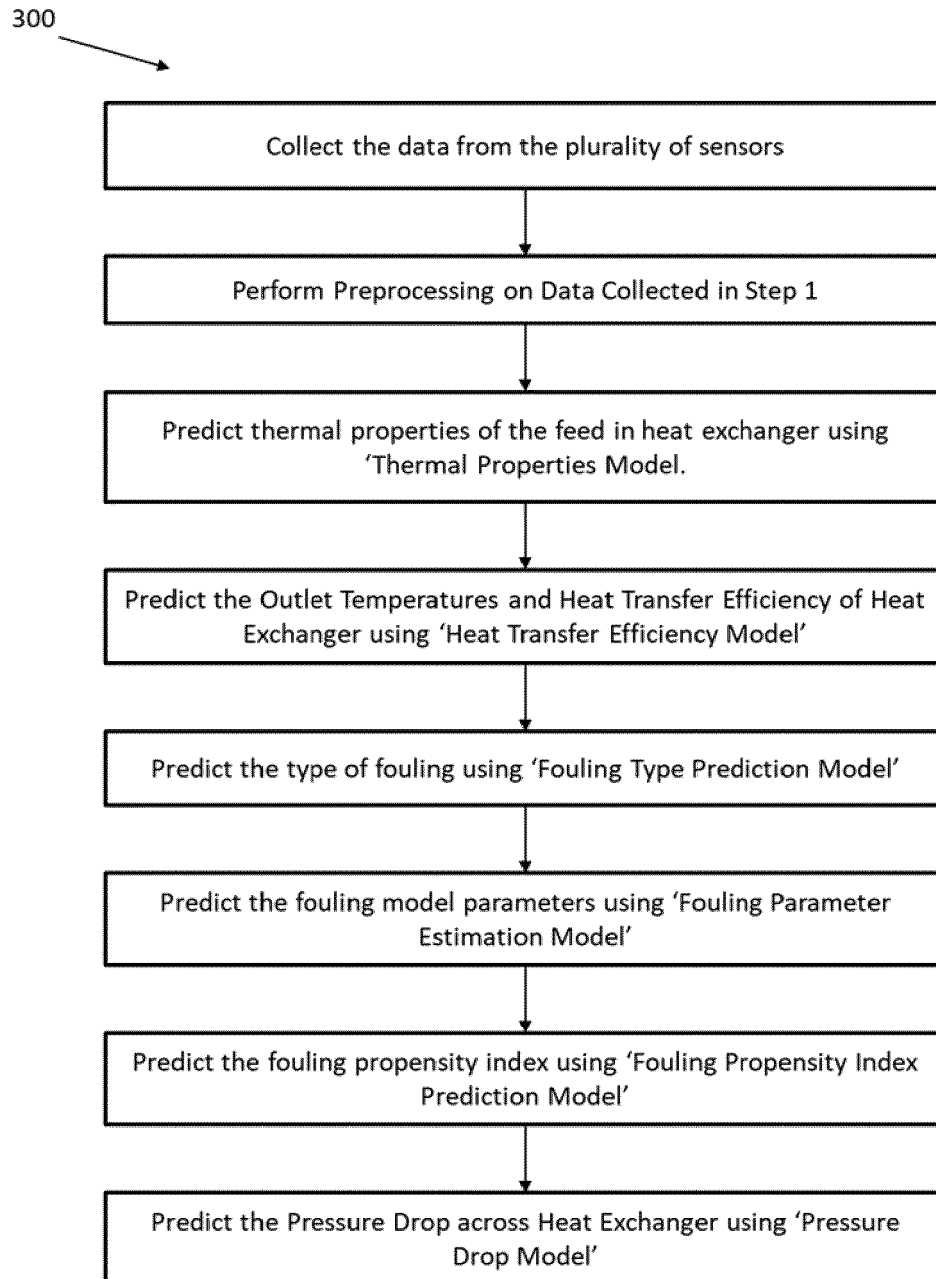 300
Collect the data from the plurality of sensors
Perform Preprocessing on Data Collected in Step 1
Predict thermal properties of the feed in heat exchanger using
‘Thermal Properties Model.
Predict the Outlet Temperatures and Heat Transfer Efficiency of Heat
Exchanger using ‘Heat Transfer Efficiency Model’
Predict the type of fouling using ‘Fouling Type Prediction Model’
Predict the fouling model parameters using ‘Fouling Parameter
Estimation Model’
Predict the fouling propensity index using ‘Fouling Propensity Index
Prediction Model’
Predict the Pressure Drop across Heat Exchanger using ‘Pressure
Drop Model’